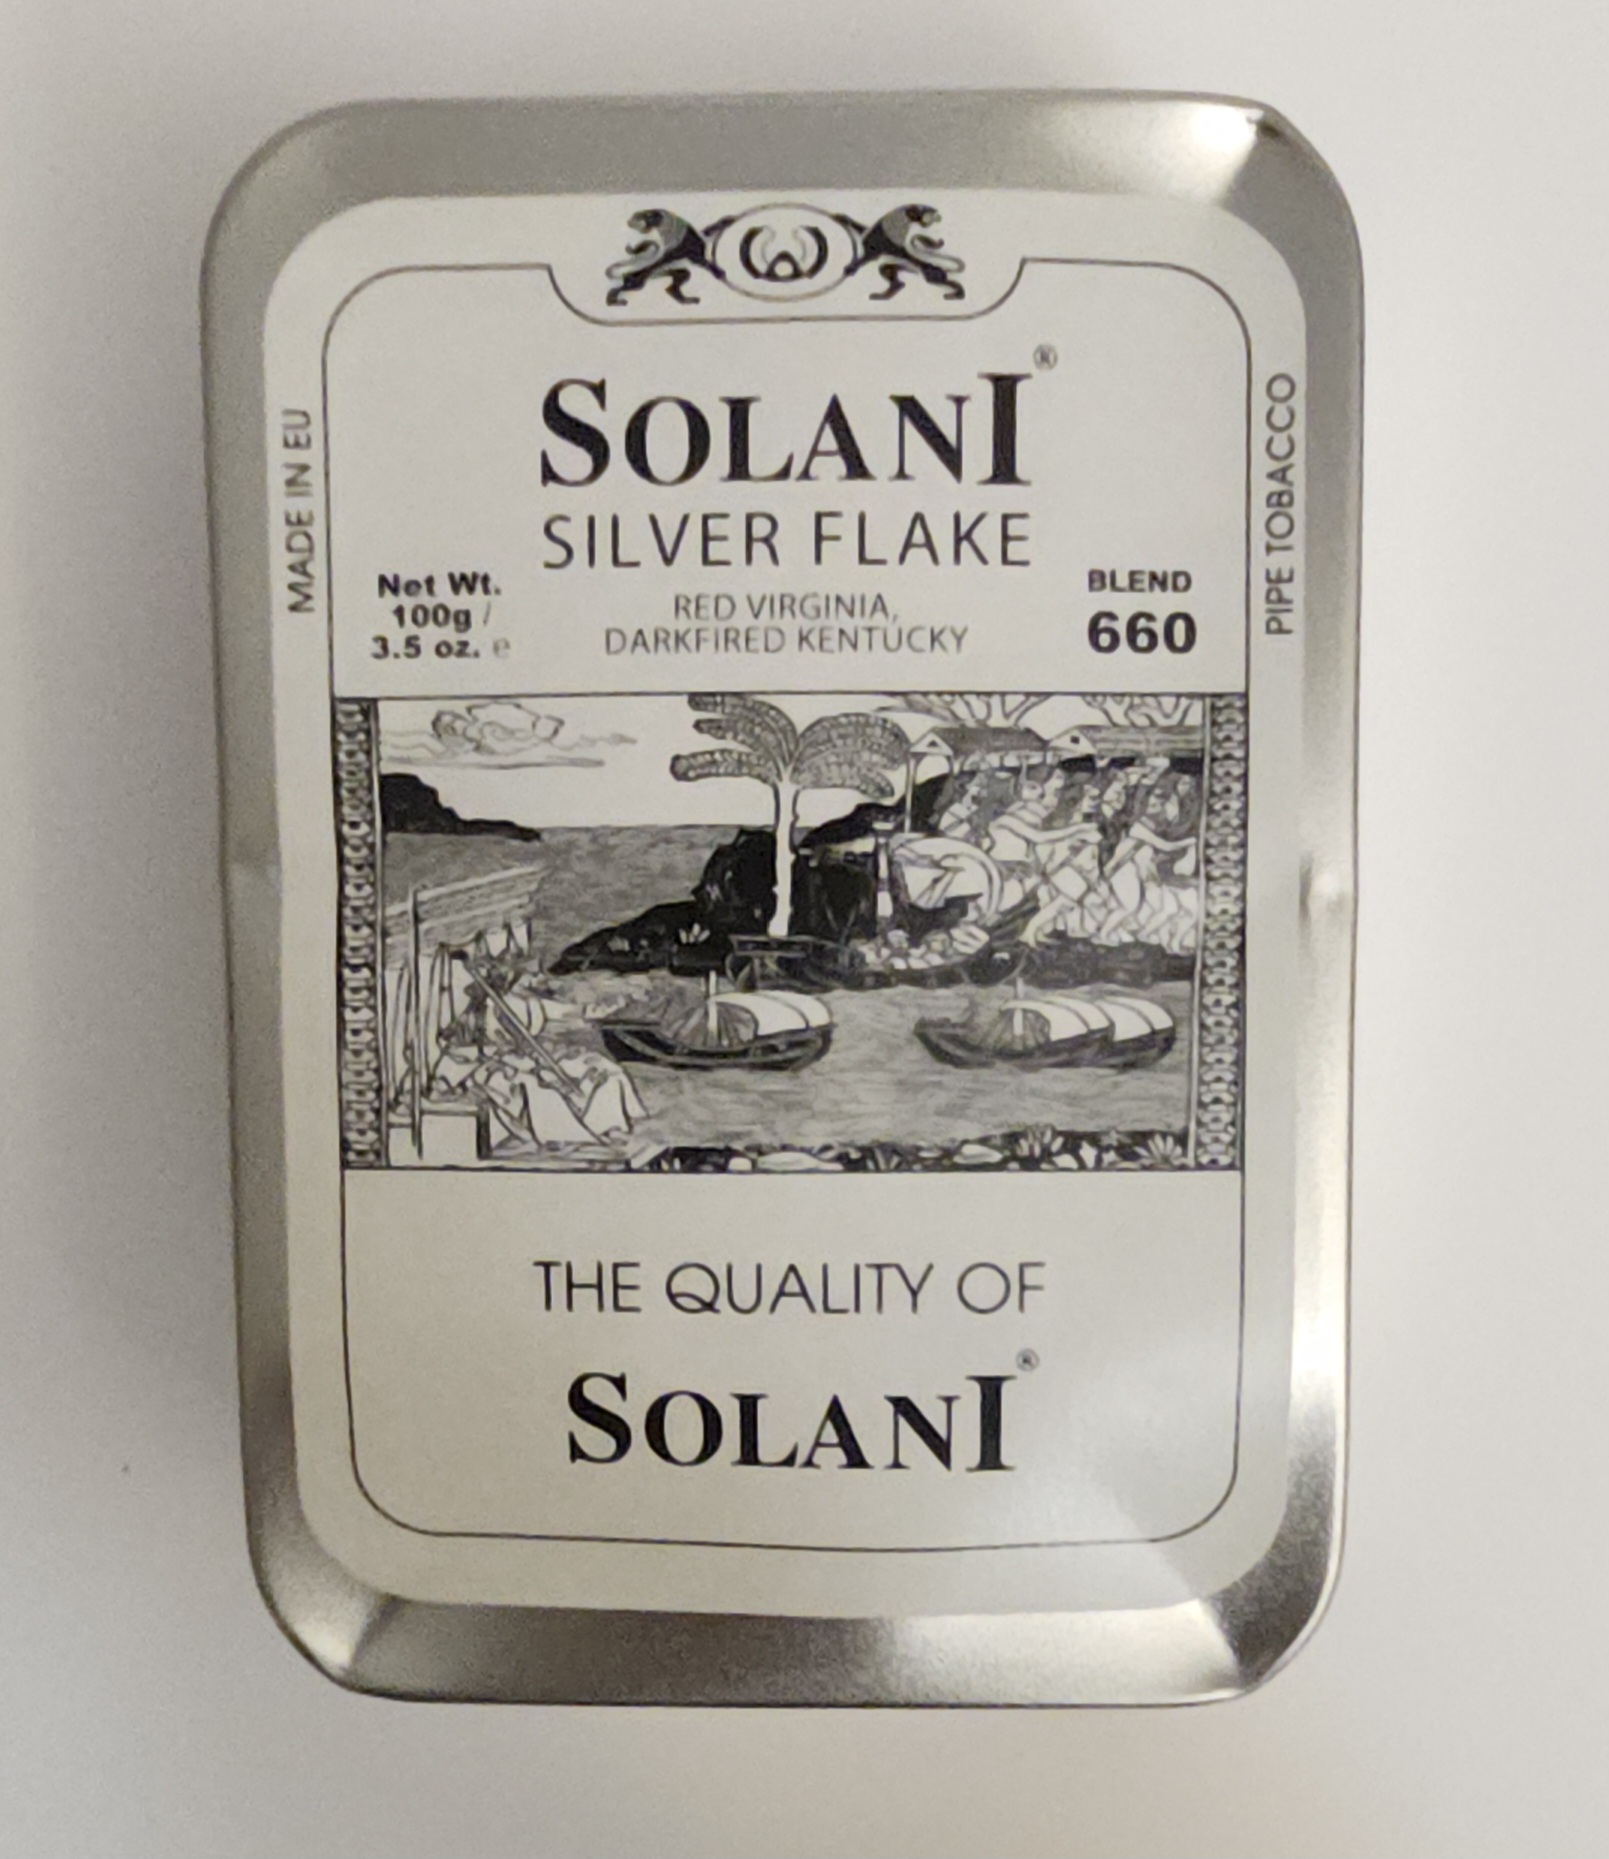 SOLANI®
SILVER FLAKE
Net Wt.
100g /
3.5 oz. e
RED VIRGINIA,
DARKFIRED KENTUCKY
BLEND
660
MADE IN EU
PIPE TOBACCO
THE QUALITY OF
SOLANI®